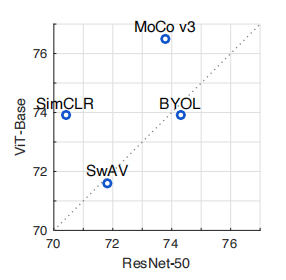 MoCo v3
76
SimCLR
BYOL
74
ViT-Base
SwAV
72
70
70 72 74 76
ResNet-50